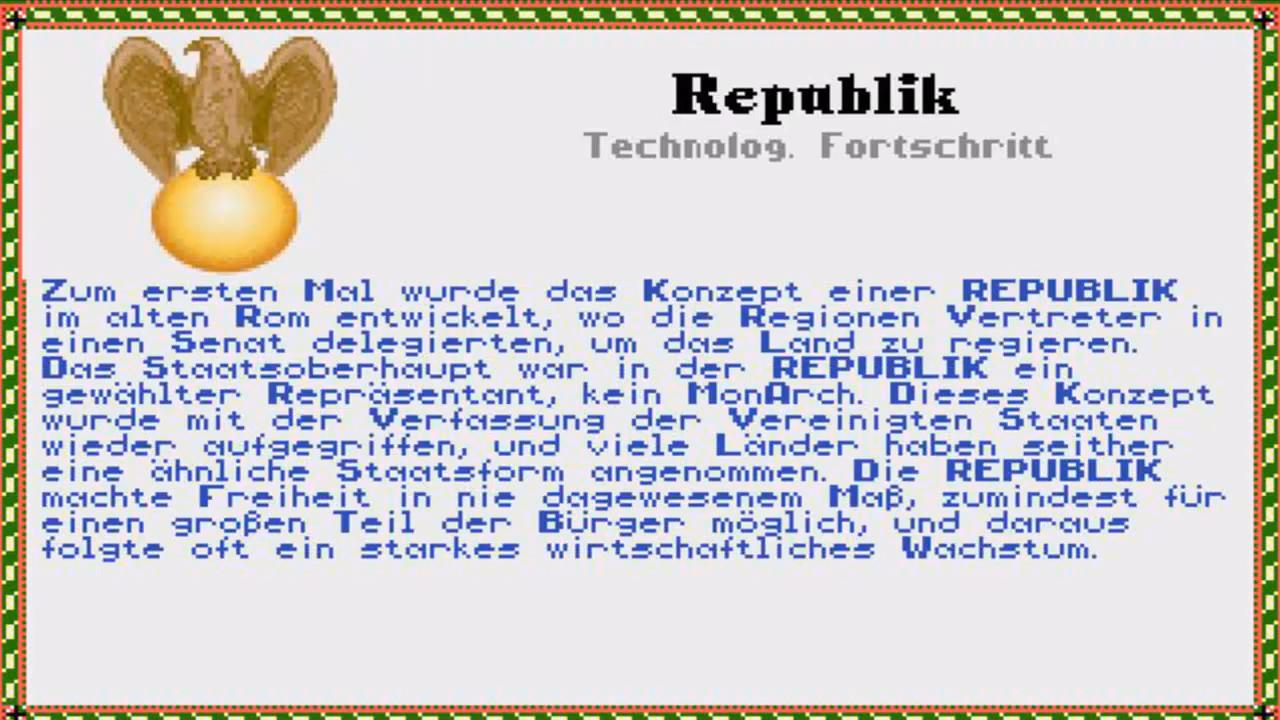 Republik
Technolog. Fortschritt
Zum ersten Mal wurde das Konzept einer REPUBLIK
im alten Rom entwickelt, wo die Regionen Vertreter in
einen Senat delegierten, um das Land zu regieren.
Das Staatsoberhaupt war in der REPUBLIK ein
gewählter Repräsentant, kein MonArch. Dieses Konzept
wurde mit der Verfassung der Vereinigten Staaten
wieder aufgegriffen, und viele Länder haben seither
eine ähnliche Staatsform angenommen. Die REPUBLIK
machte Freiheit in nie dagewesenem Maß, zumindest für
einen großen Teil der Bürger möglich, und daraus
folgte oft ein starkes wirtschaftliches Wachstum.